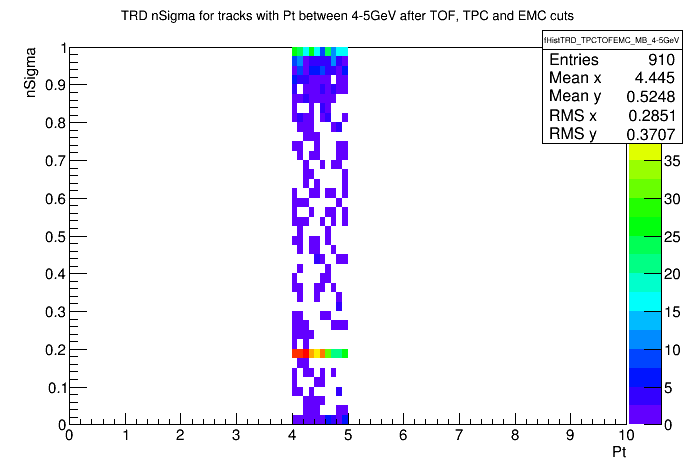 TRD nSigma for tracks with Pt between 4-5GeV after TOF, TPC and EMC cuts
fHistTRD_TPCTOFEMC_MB_4-5GeV
Entries 910
Mean x 4.445
Mean y 0.5248
RMS x 0.2851
RMS y 0.3707
nSigma
1
0.9
0.8
0.7
0.6
0.5
0.4
0.3
0.2
0.1
0
0 1 2 3 4 5 6 7 8 9 10
Pt
35
30
25
20
15
10
5
0